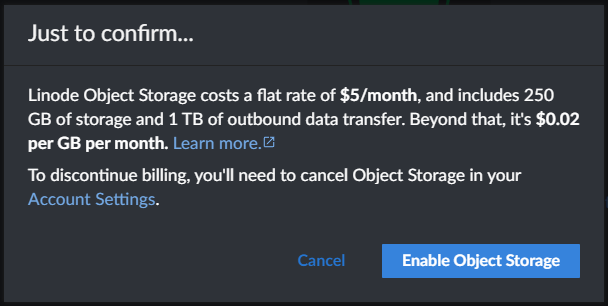 Just to confirm...
Linode Object Storage costs a flat rate of $5/month, and includes 250
GB of storage and 1 TB of outbound data transfer. Beyond that, it's $0.02
per GB per month. Learn more.
To discontinue billing, you'll need to cancel Object Storage in your
Account Settings.
Cancel
Enable Object Storage